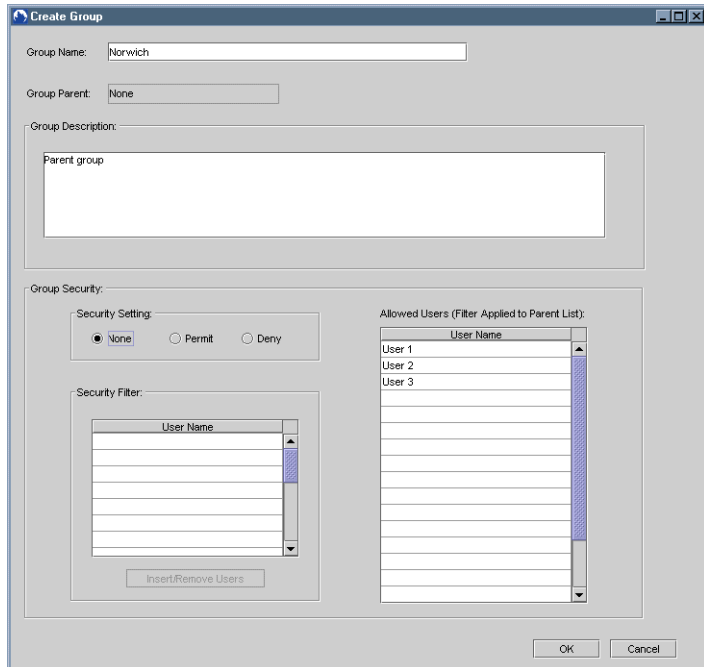 Create Group
Group Name: Norwich
Group Parent: None
Group Description:
Parent group
Group Security:
Security Setting:
None Permit Deny
Security Filter:
User Name
Insert/Remove Users
Allowed Users (Filter Applied to Parent List):
User Name
User 1
User 2
User 3
OK Cancel